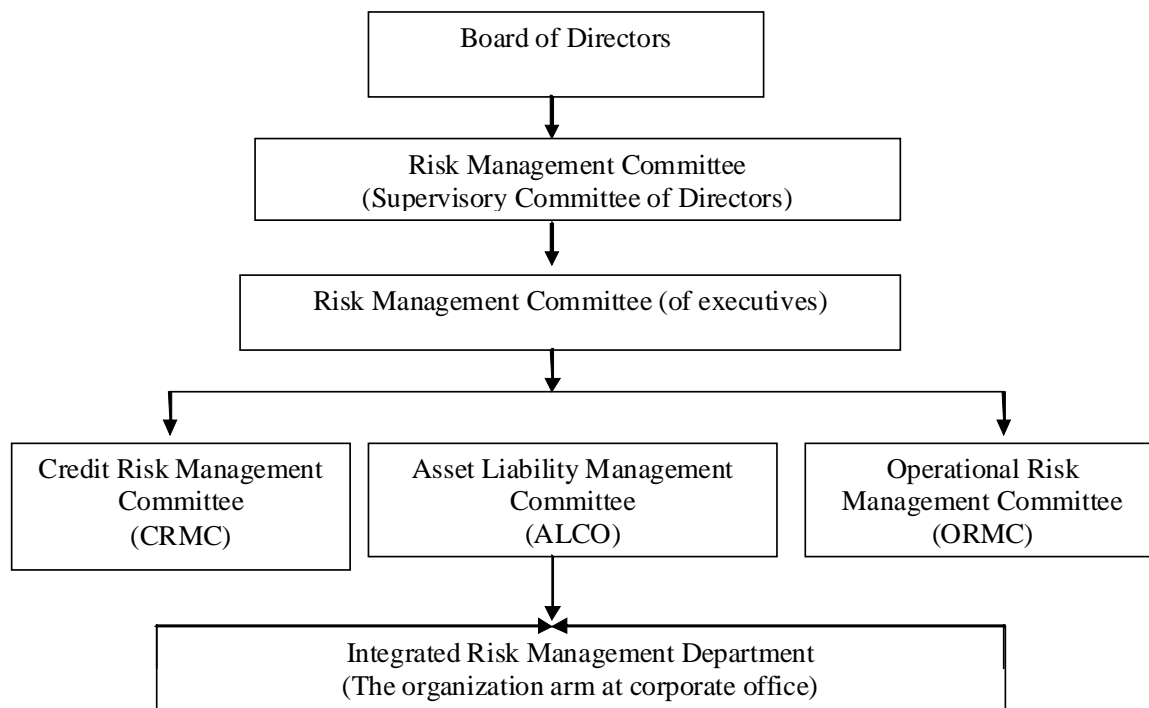 Board of Directors
Risk Management Committee
(Supervisory Committee of Directors)
Risk Management Committee (of executives)
Credit Risk Management
Committee
(CRMC)
Asset Liability Management
Committee
(ALCO)
Operational Risk
Management Committee
(ORMC)
Integrated Risk Management Department
(The organization arm at corporate office)